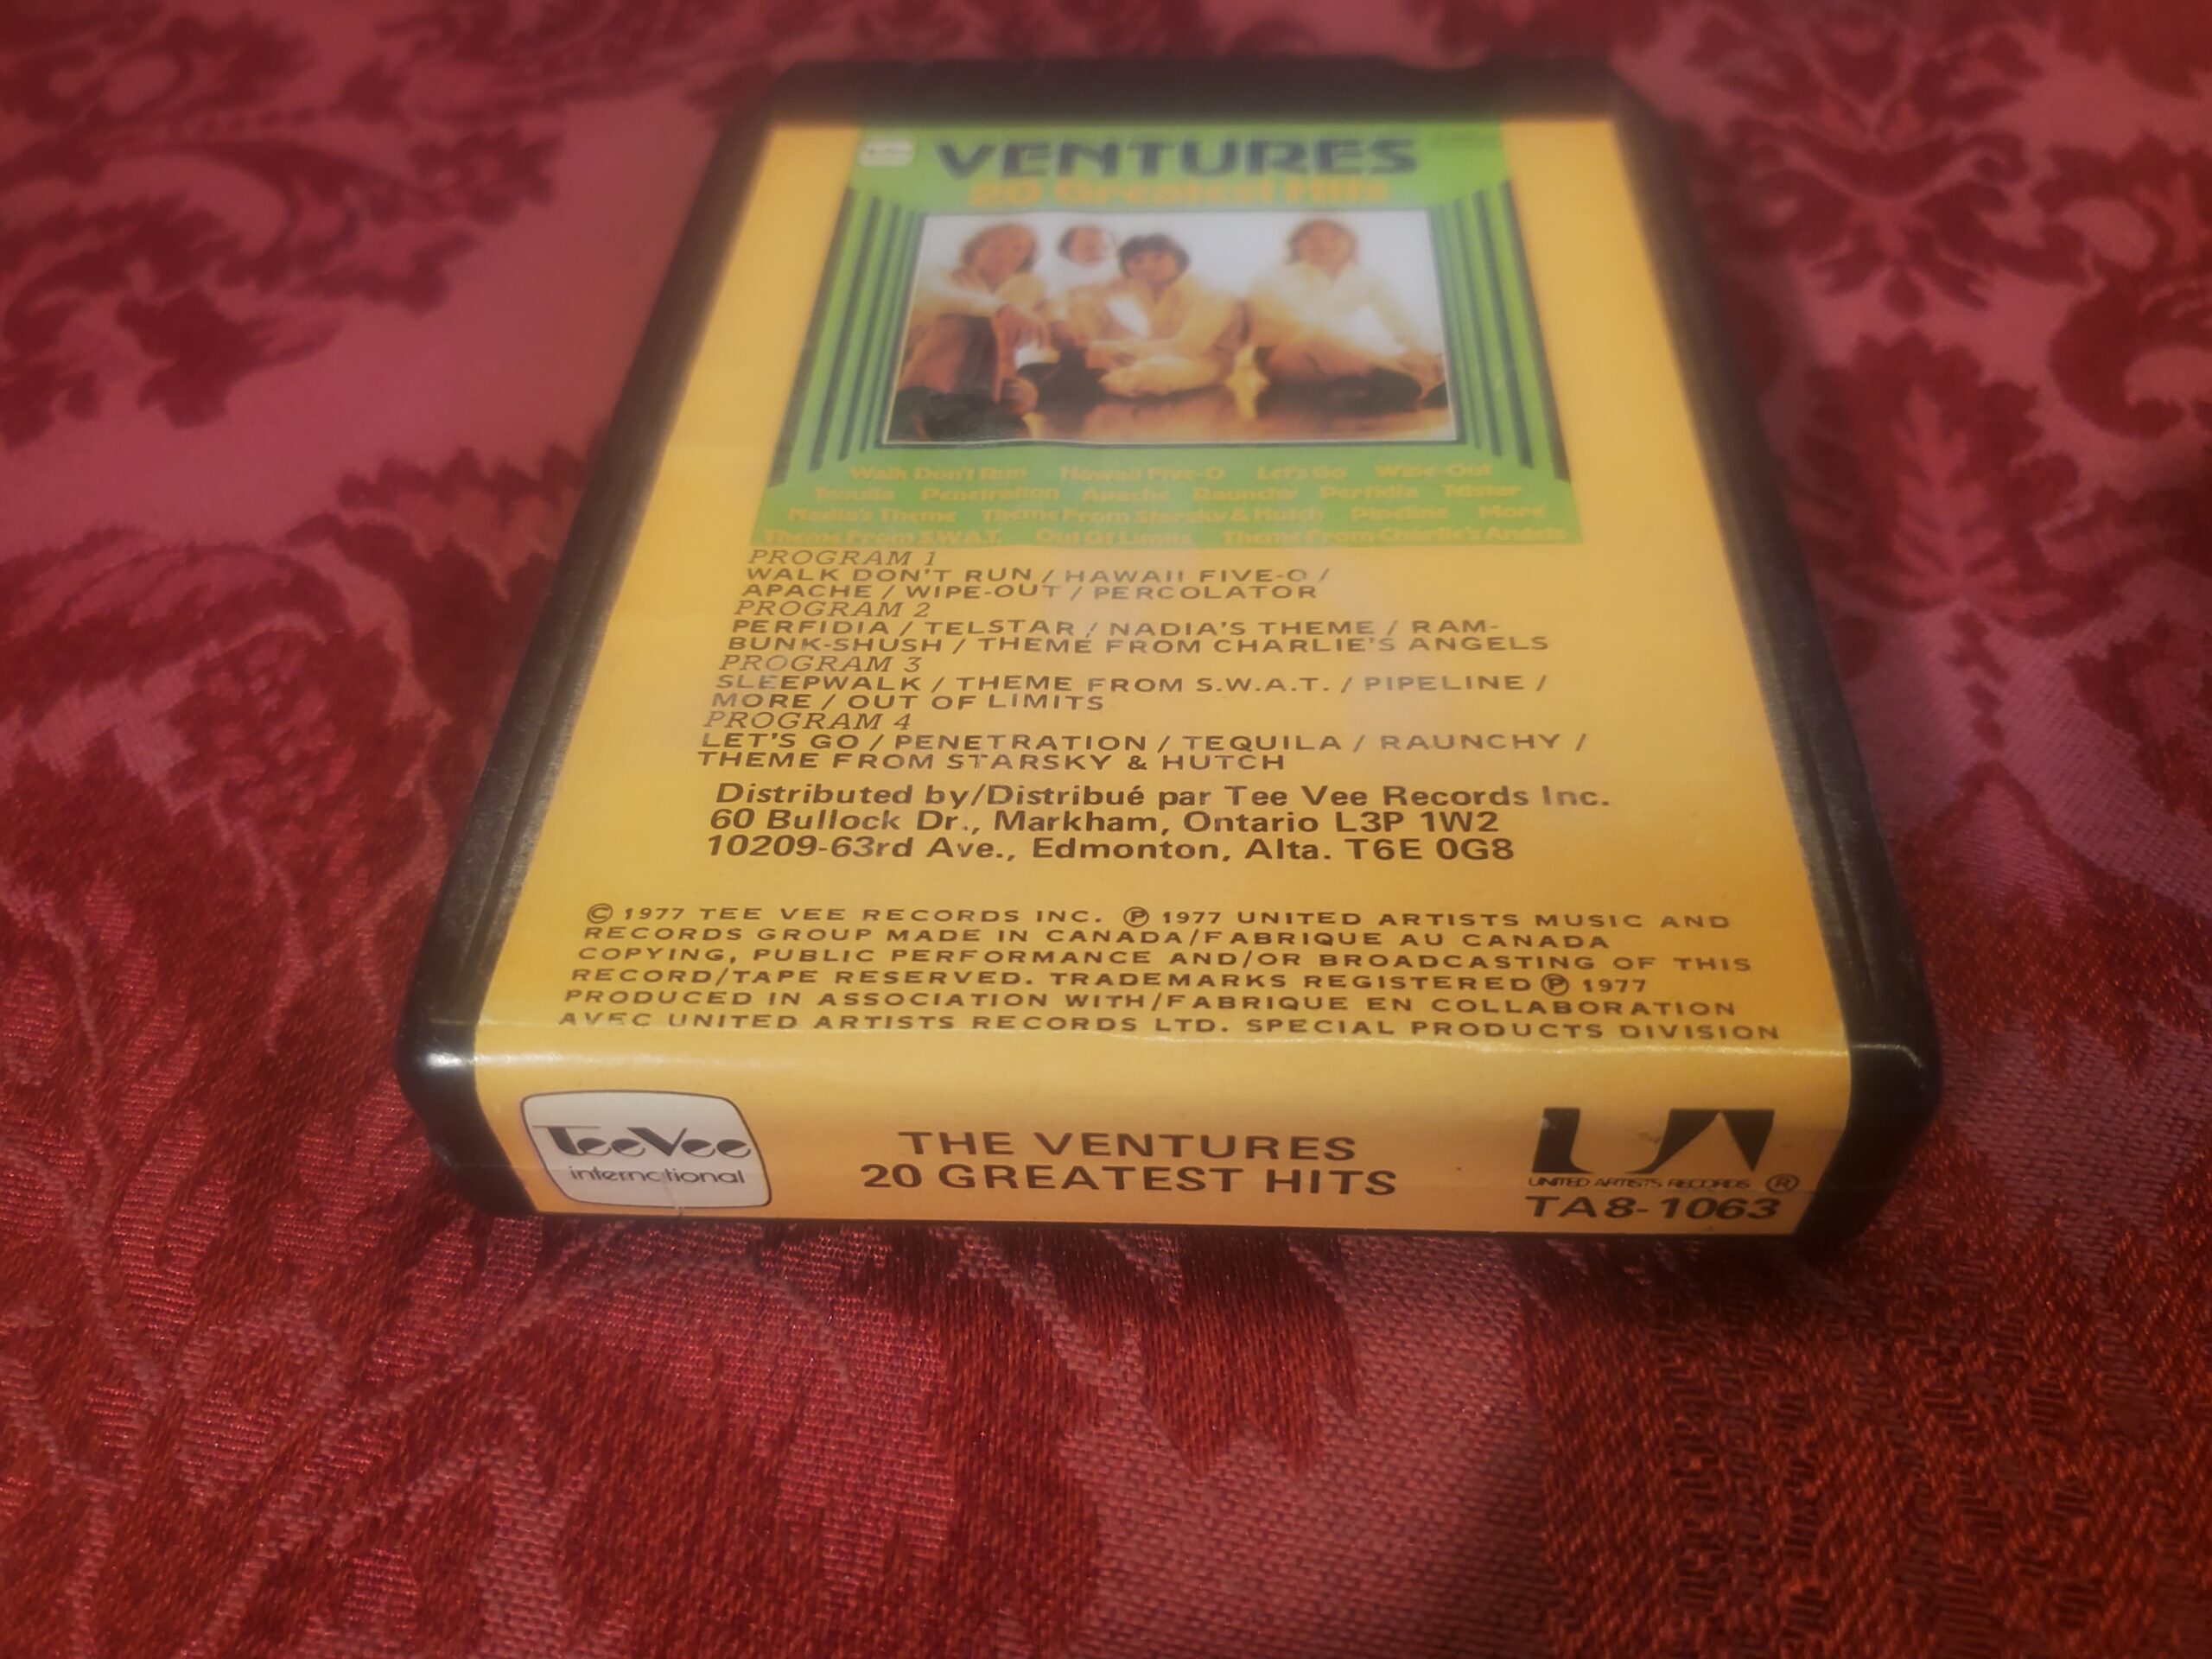 VENTURES
20 Greatest Hits
Walk Don't Run Hawaii Five-O Let's Go Wipe-Out
Tequila Penetration Apache Raunchy Perfidia Telstar
Nadia's Theme Theme From Starsky & Hutch Pipeline More
Theme From S.W.A.T. Out Of Limits Theme From Charlie's Angels
PROGRAM 1
WALK DON'T RUN / HAWAII FIVE-O /
APACHE / WIPE-OUT / PERCOLATOR
PROGRAM 2
PERFIDIA / TELSTAR / NADIA'S THEME / RAM-
BUNK-SHUSH / THEME FROM CHARLIE'S ANGELS
PROGRAM 3
SLEEPWALK / THEME FROM S.W.A.T. / PIPELINE /
MORE / OUT OF LIMITS
PROGRAM 4
LET'S GO / PENETRATION / TEQUILA / RAUNCHY /
THEME FROM STARSKY & HUTCH
Distributed by/Distribué par Tee Vee Records Inc.
60 Bullock Dr., Markham, Ontario L3P 1W2
10209-63rd Ave., Edmonton, Alta. T6E 0G8
© 1977 TEE VEE RECORDS INC. ℗ 1977 UNITED ARTISTS MUSIC AND
RECORDS GROUP MADE IN CANADA/FABRIQUE AU CANADA
COPYING, PUBLIC PERFORMANCE AND/OR BROADCASTING OF THIS
RECORD/TAPE RESERVED. TRADEMARKS REGISTERED ℗ 1977
PRODUCED IN ASSOCIATION WITH/FABRIQUE EN COLLABORATION
AVEC UNITED ARTISTS RECORDS LTD. SPECIAL PRODUCTS DIVISION
TeeVee
international
THE VENTURES
20 GREATEST HITS
UA
UNITED ARTISTS RECORDS ®
TA8-1063